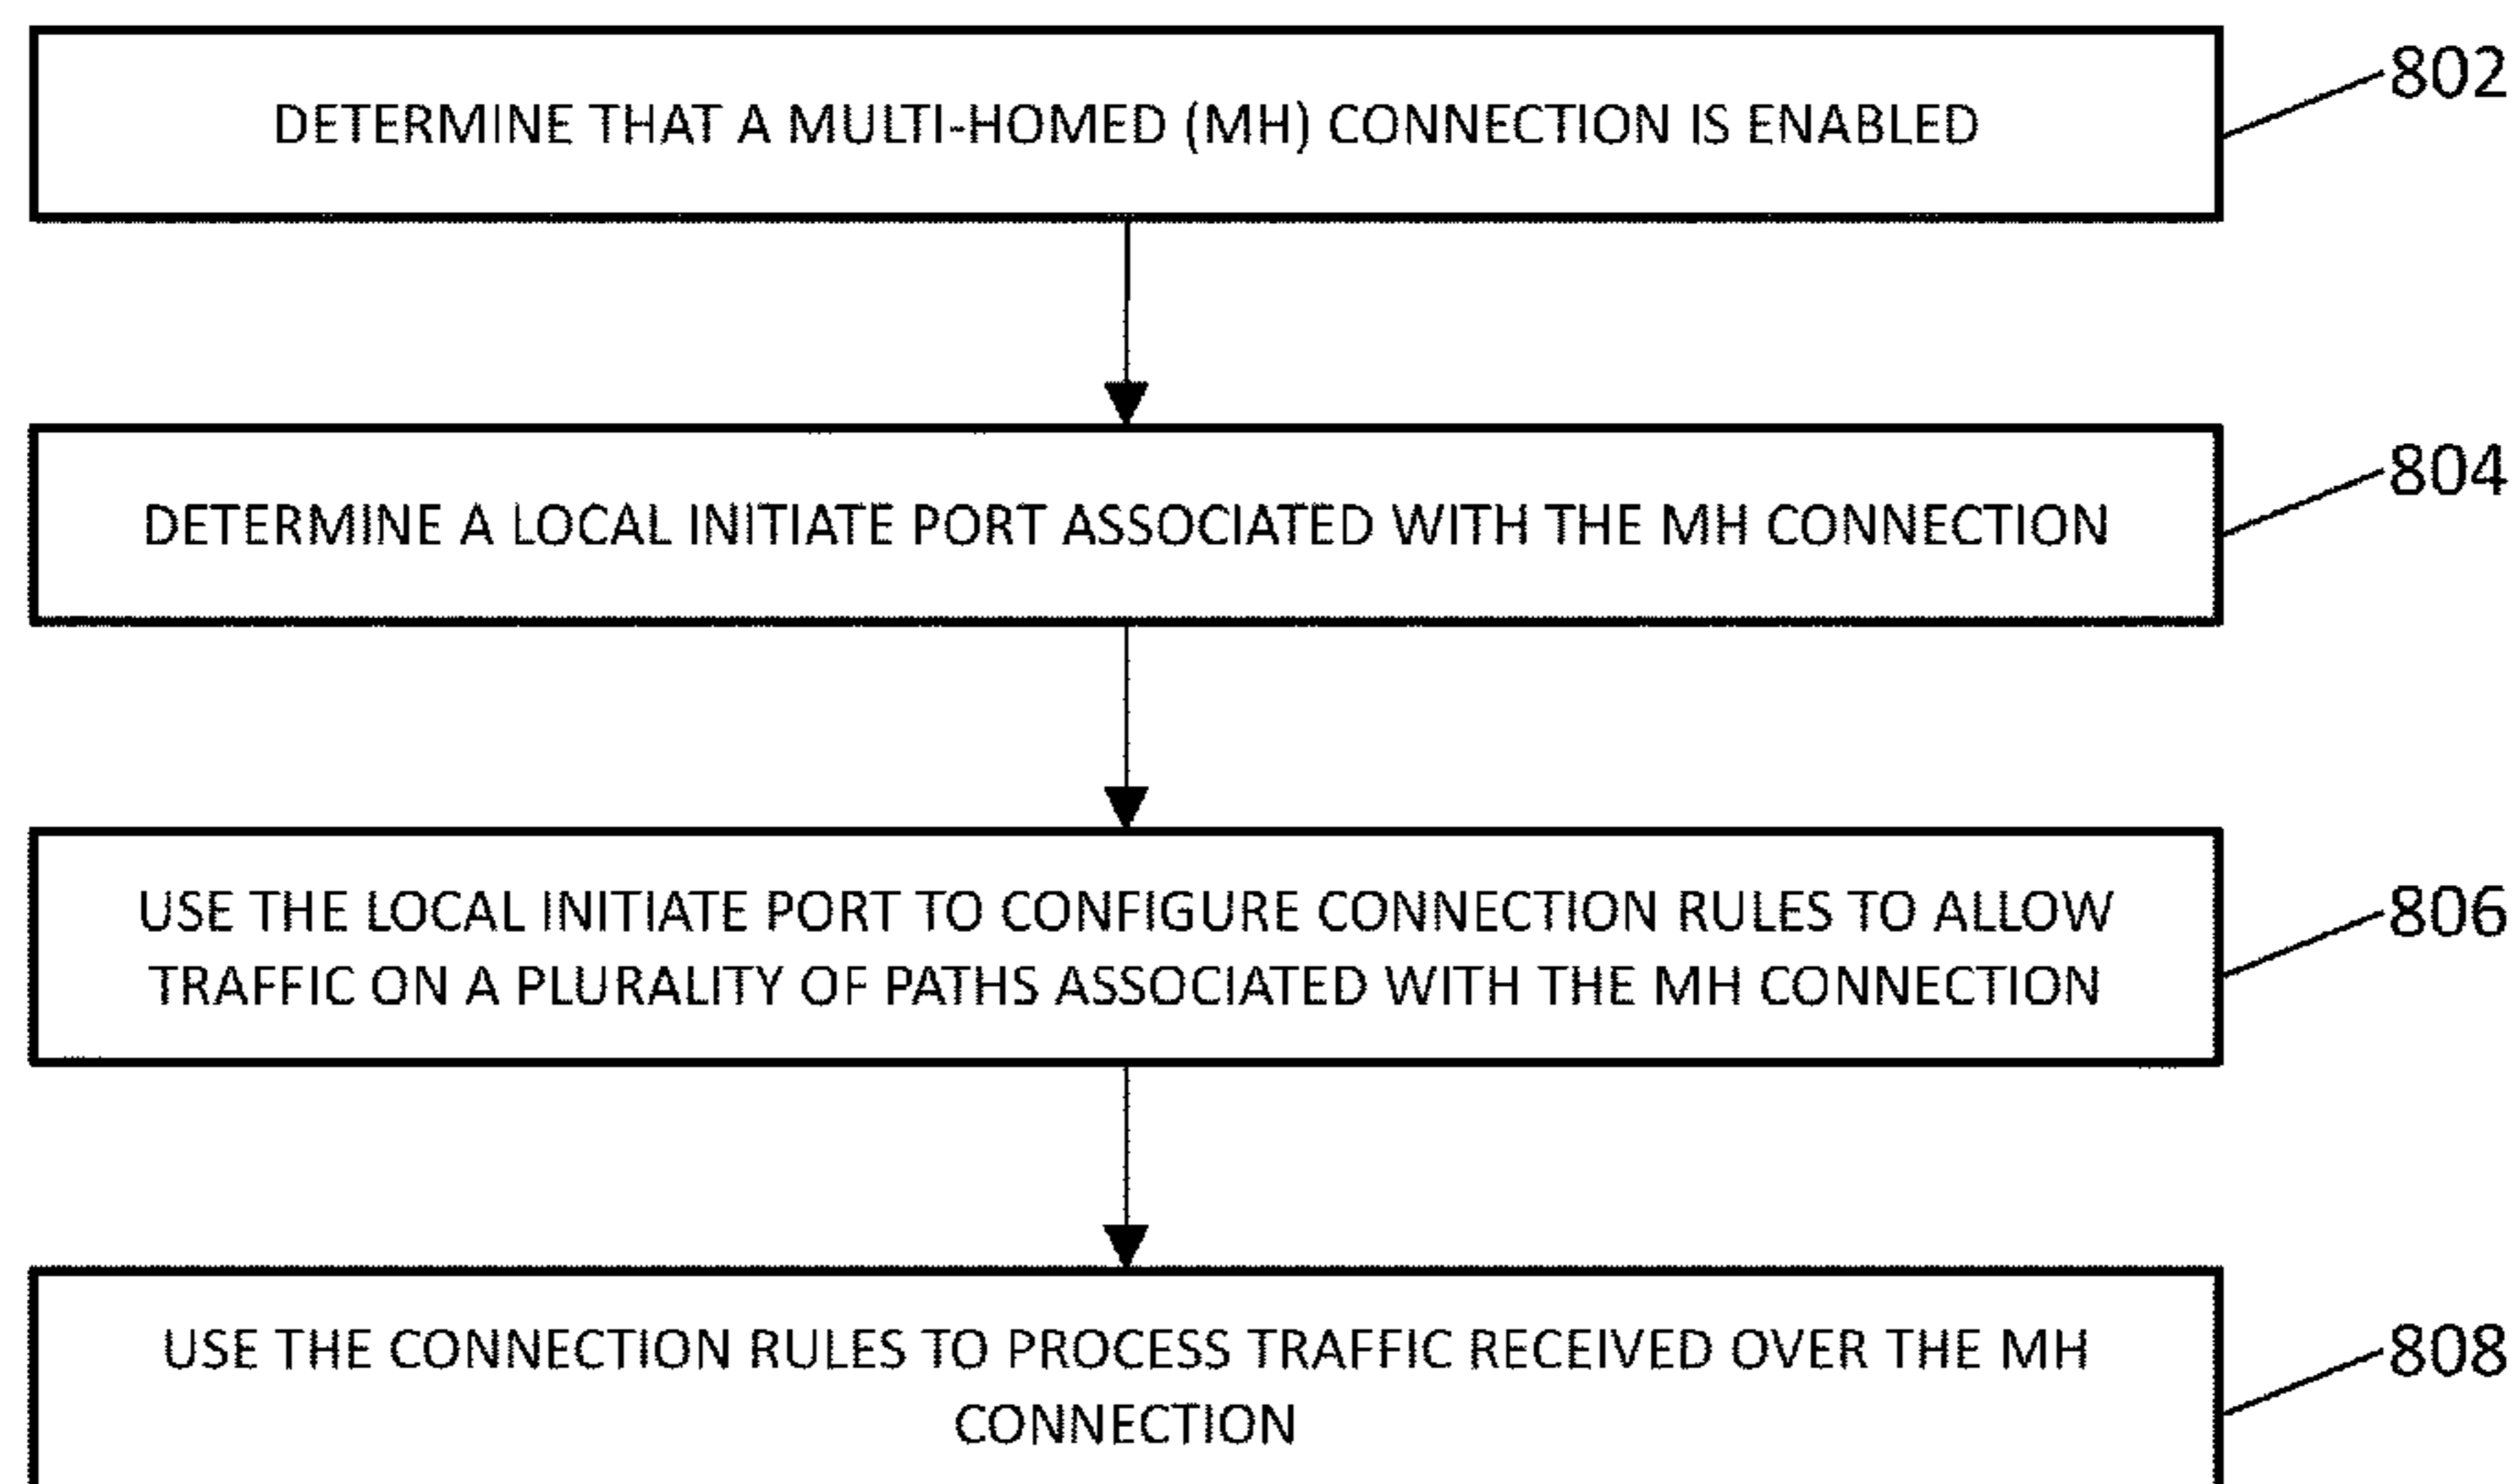 802
DETERMINE THAT A MULTI-HOMED (MH) CONNECTION IS ENABLED
804
DETERMINE A LOCAL INITIATE PORT ASSOCIATED WITH THE MH CONNECTION
806
USE THE LOCAL INITIATE PORT TO CONFIGURE CONNECTION RULES TO ALLOW
TRAFFIC ON A PLURALITY OF PATHS ASSOCIATED WITH THE MH CONNECTION
808
USE THE CONNECTION RULES TO PROCESS TRAFFIC RECEIVED OVER THE MH
CONNECTION